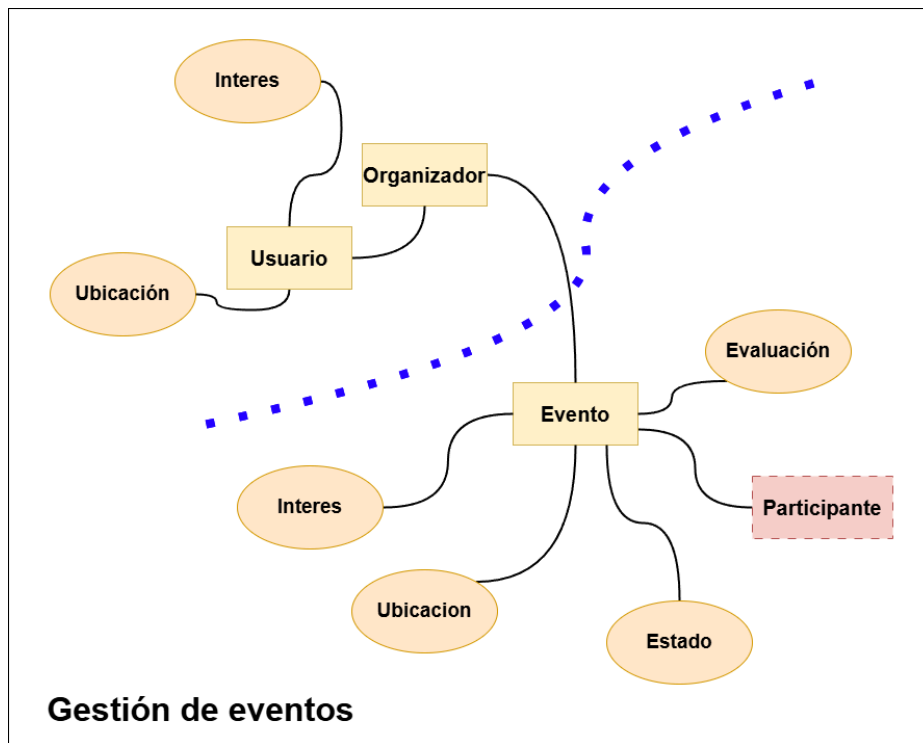 Interes
Organizador
Usuario
Ubicación
Evaluación
Evento
Interes
Participante
Ubicacion
Estado
Gestión de eventos